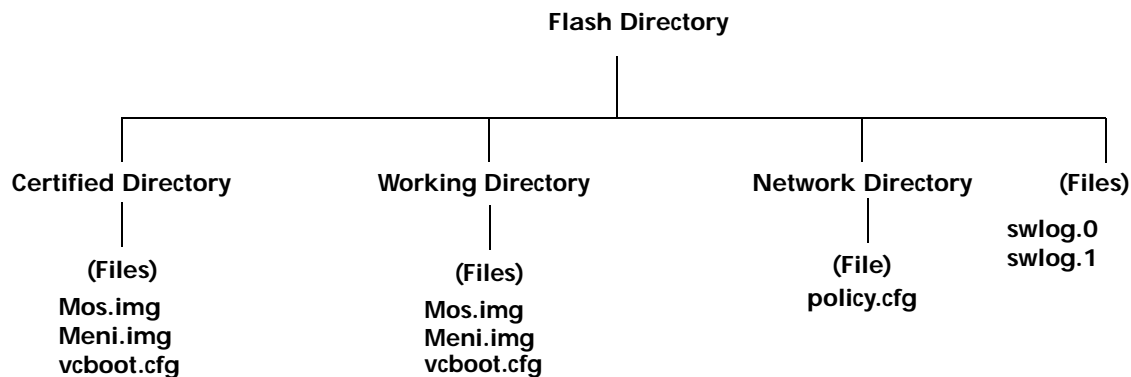 Flash Directory
Certified Directory
(Files)
Mos.img
Meni.img
vcboot.cfg
Working Directory
(Files)
Mos.img
Meni.img
vcboot.cfg
Network Directory
(File)
policy.cfg
(Files)
swlog.0
swlog.1